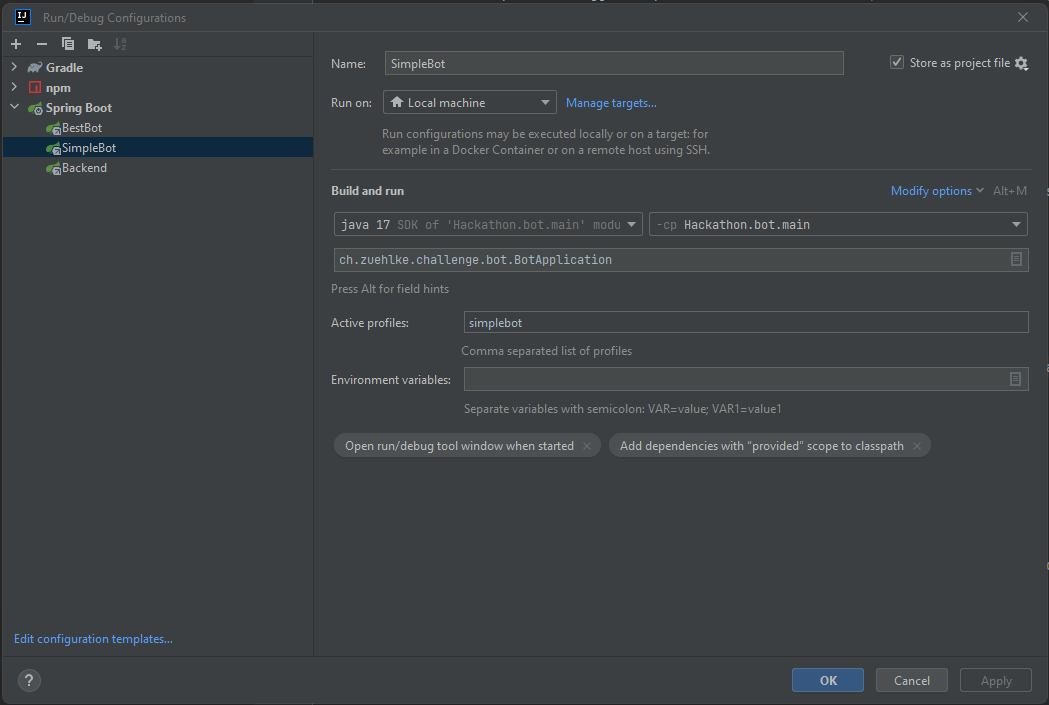 Run/Debug Configurations
Gradle
npm
Spring Boot
BestBot
SimpleBot
Backend
Edit configuration templates...
Name: SimpleBot Store as project file
Run on: Local machine Manage targets...
Run configurations may be executed locally or on a target: for
example in a Docker Container or on a remote host using SSH.
Build and run Modify options Alt+M
java 17 SDK of 'Hackathon.bot.main' modu -cp Hackathon.bot.main
ch.zuehlke.challenge.bot.BotApplication
Press Alt for field hints
Active profiles: simplebot
Comma separated list of profiles
Environment variables:
Separate variables with semicolon: VAR=value; VAR1=value1
Open run/debug tool window when started Add dependencies with “provided” scope to classpath
? OK Cancel Apply